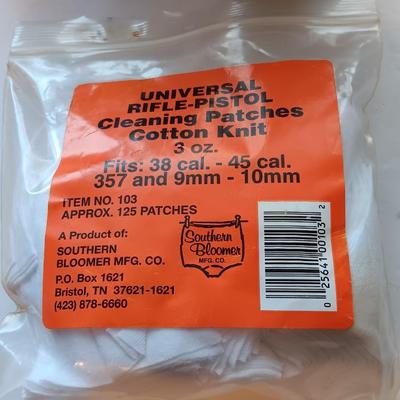 UNIVERSAL
RIFLE-PISTOL
Cleaning Patches
Cotton Knit
3 oz.
Fits: 38 cal. - 45 cal.
357 and 9mm - 10mm
ITEM NO. 103
APPROX. 125 PATCHES
A Product of:
SOUTHERN
BLOOMER MFG. CO.
P.O. Box 1621
Bristol, TN 37621-1621
(423) 878-6660
Southern
Bloomer
MFG. CO.
0 25641 00103 2